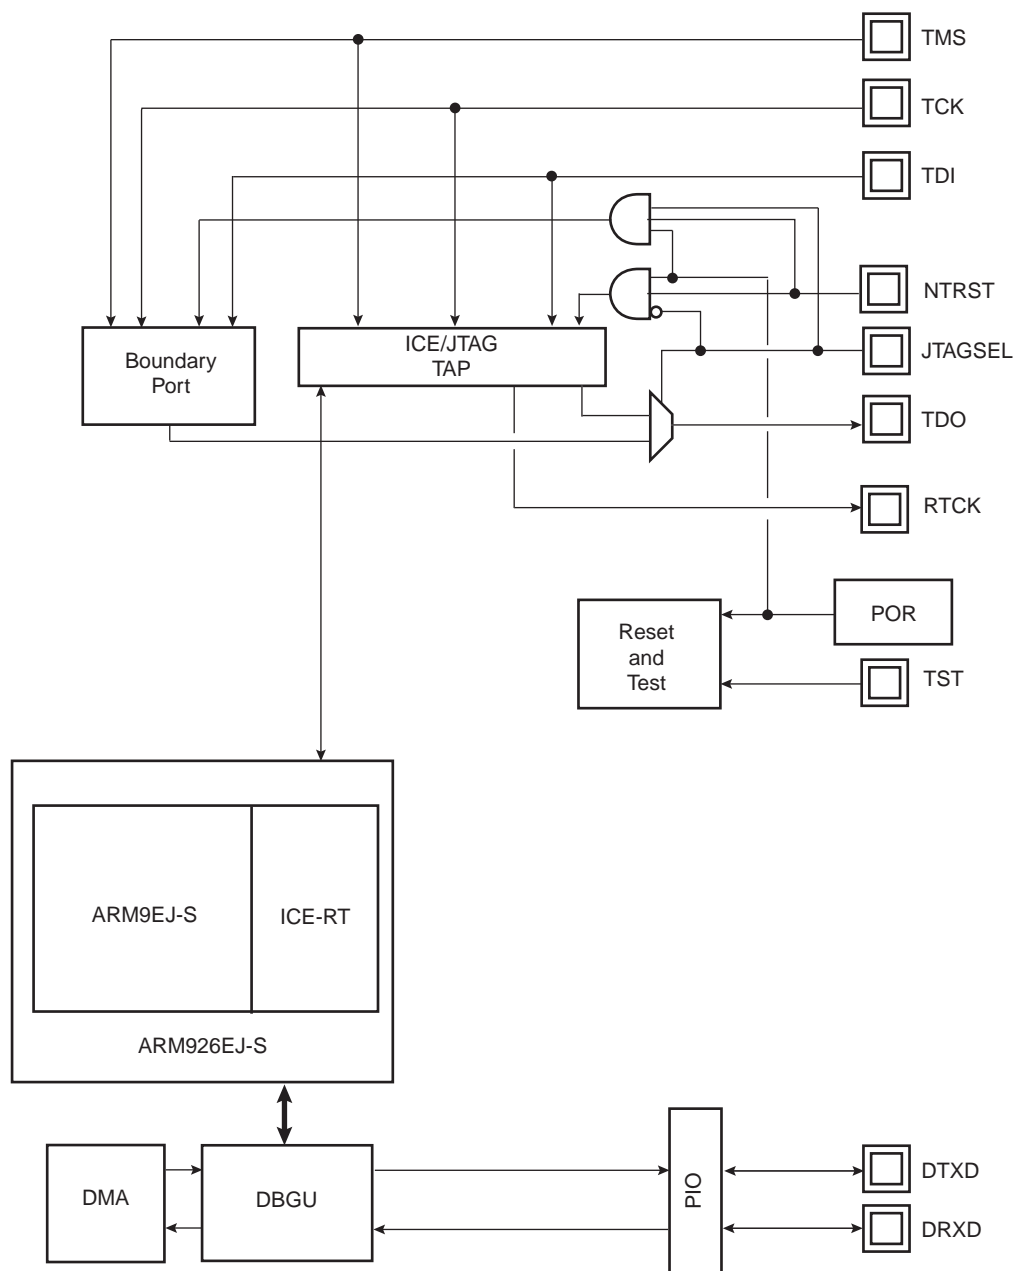 TMS
TCK
TDI
NTRST
ICE/JTAG
TAP
Boundary
Port
JTAGSEL
TDO
RTCK
POR
Reset
and
Test
TST
ARM9EJ-S
ICE-RT
ARM926EJ-S
DMA
DBGU
PIO
DTXD
DRXD